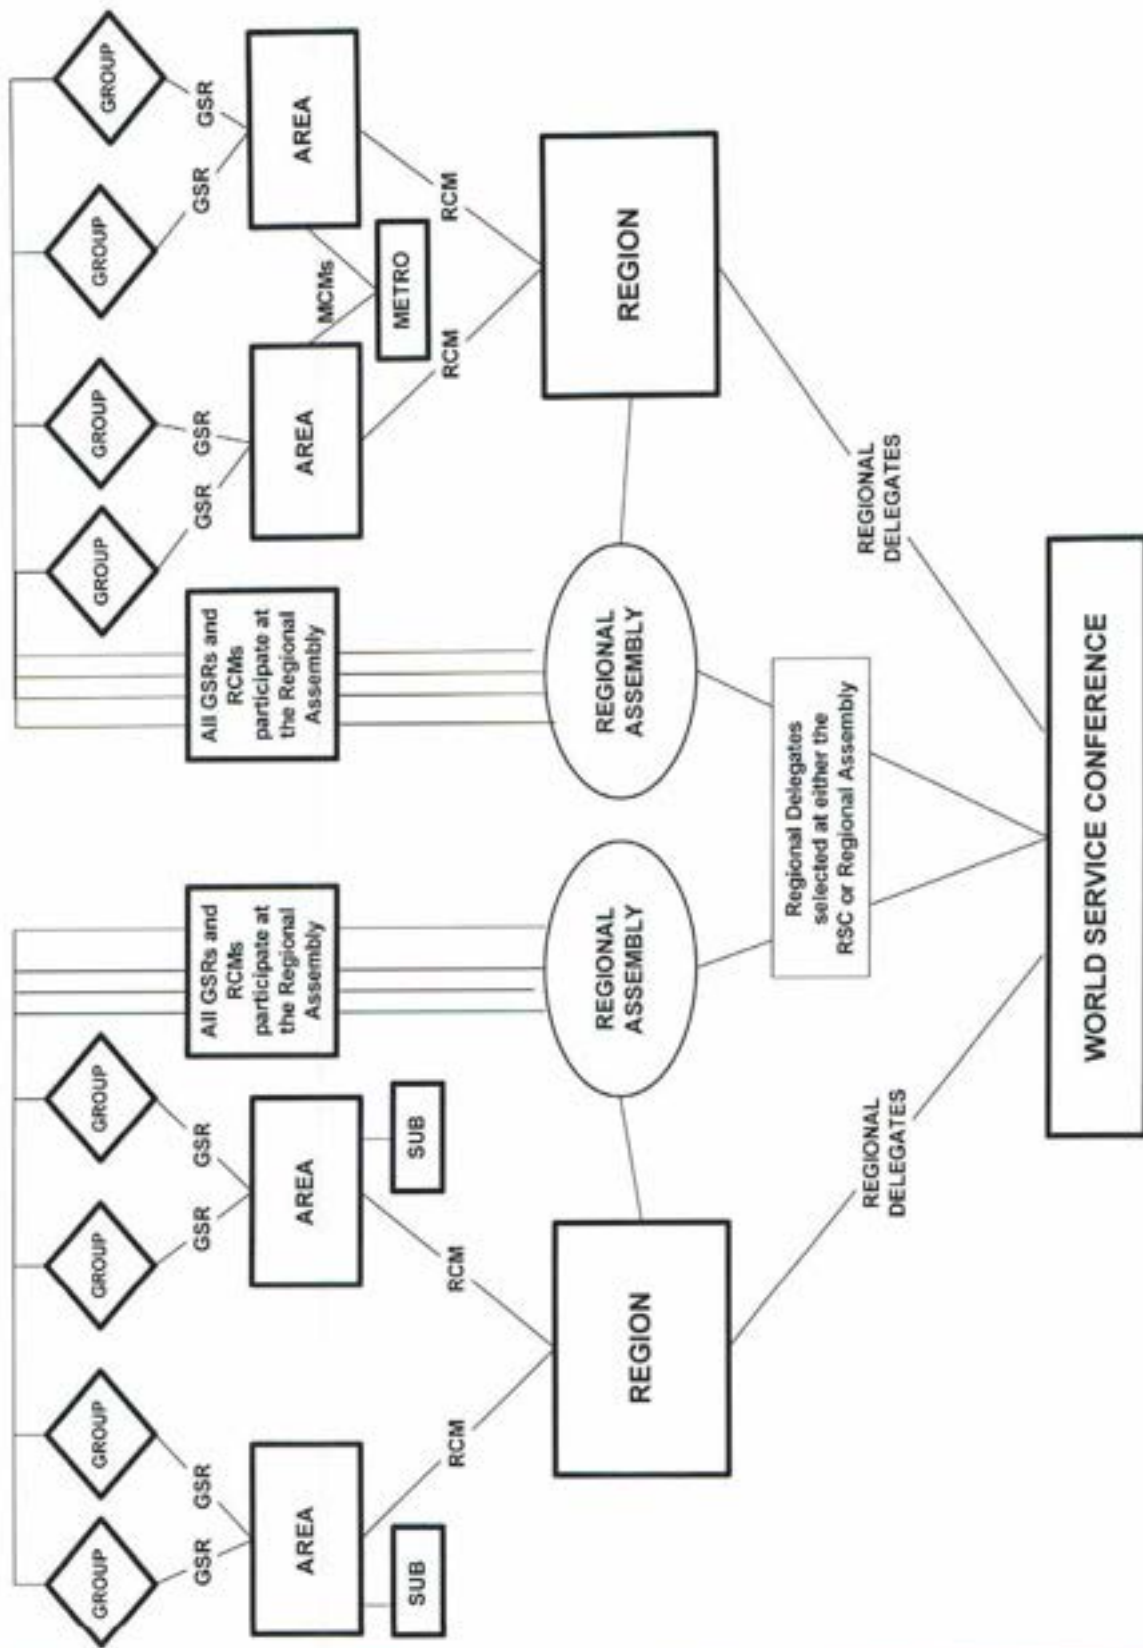 GROUP
GROUP
GROUP
GROUP
GROUP
GROUP
GROUP
GROUP
GSR
GSR
GSR
GSR
GSR
GSR
GSR
GSR
All GSRs and
RCMs
participate at
the Regional
Assembly
All GSRs and
RCMs
participate at
the Regional
Assembly
AREA
AREA
AREA
MCMs
AREA
SUB
SUB
METRO
RCM
RCM
RCM
RCM
REGION
REGIONAL
ASSEMBLY
REGIONAL
ASSEMBLY
REGION
Regional Delegates
selected at either the
RSC or Regional Assembly
REGIONAL
DELEGATES
REGIONAL
DELEGATES
WORLD SERVICE CONFERENCE